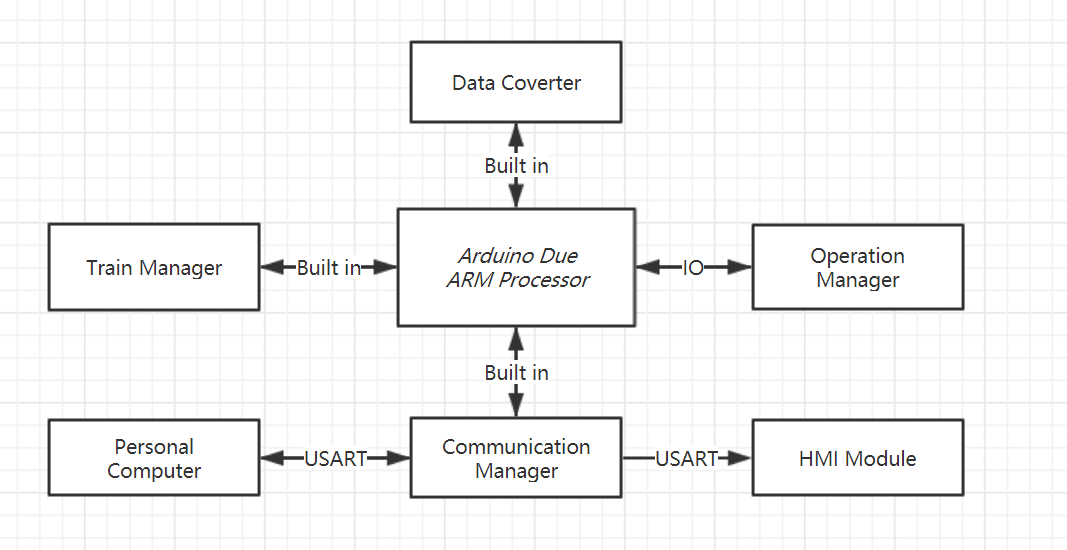 Data Coverter
Built in
Train Manager
Built in
Arduino Due
ARM Processor
IO
Operation
Manager
Built in
Personal
Computer
USART
Communication
Manager
USART
HMI Module